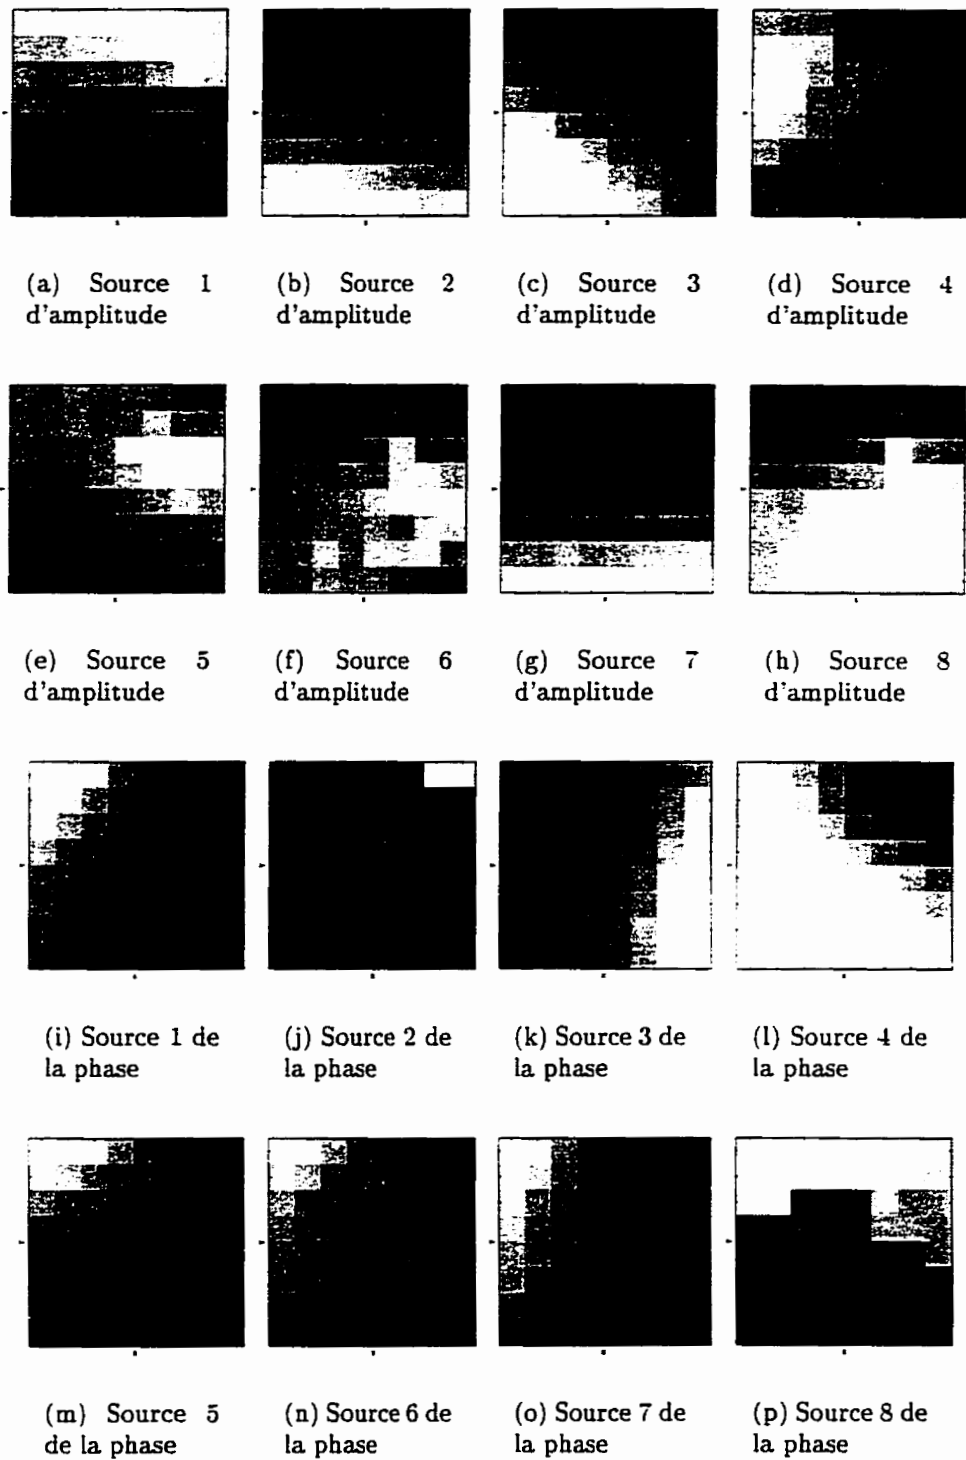 (a) Source 1
d'amplitude
(b) Source 2
d'amplitude
(c) Source 3
d'amplitude
(d) Source 4
d'amplitude
(e) Source 5
d'amplitude
(f) Source 6
d'amplitude
(g) Source 7
d'amplitude
(h) Source 8
d'amplitude
(i) Source 1 de
la phase
(j) Source 2 de
la phase
(k) Source 3 de
la phase
(l) Source 4 de
la phase
(m) Source 5
de la phase
(n) Source 6 de
la phase
(o) Source 7 de
la phase
(p) Source 8 de
la phase